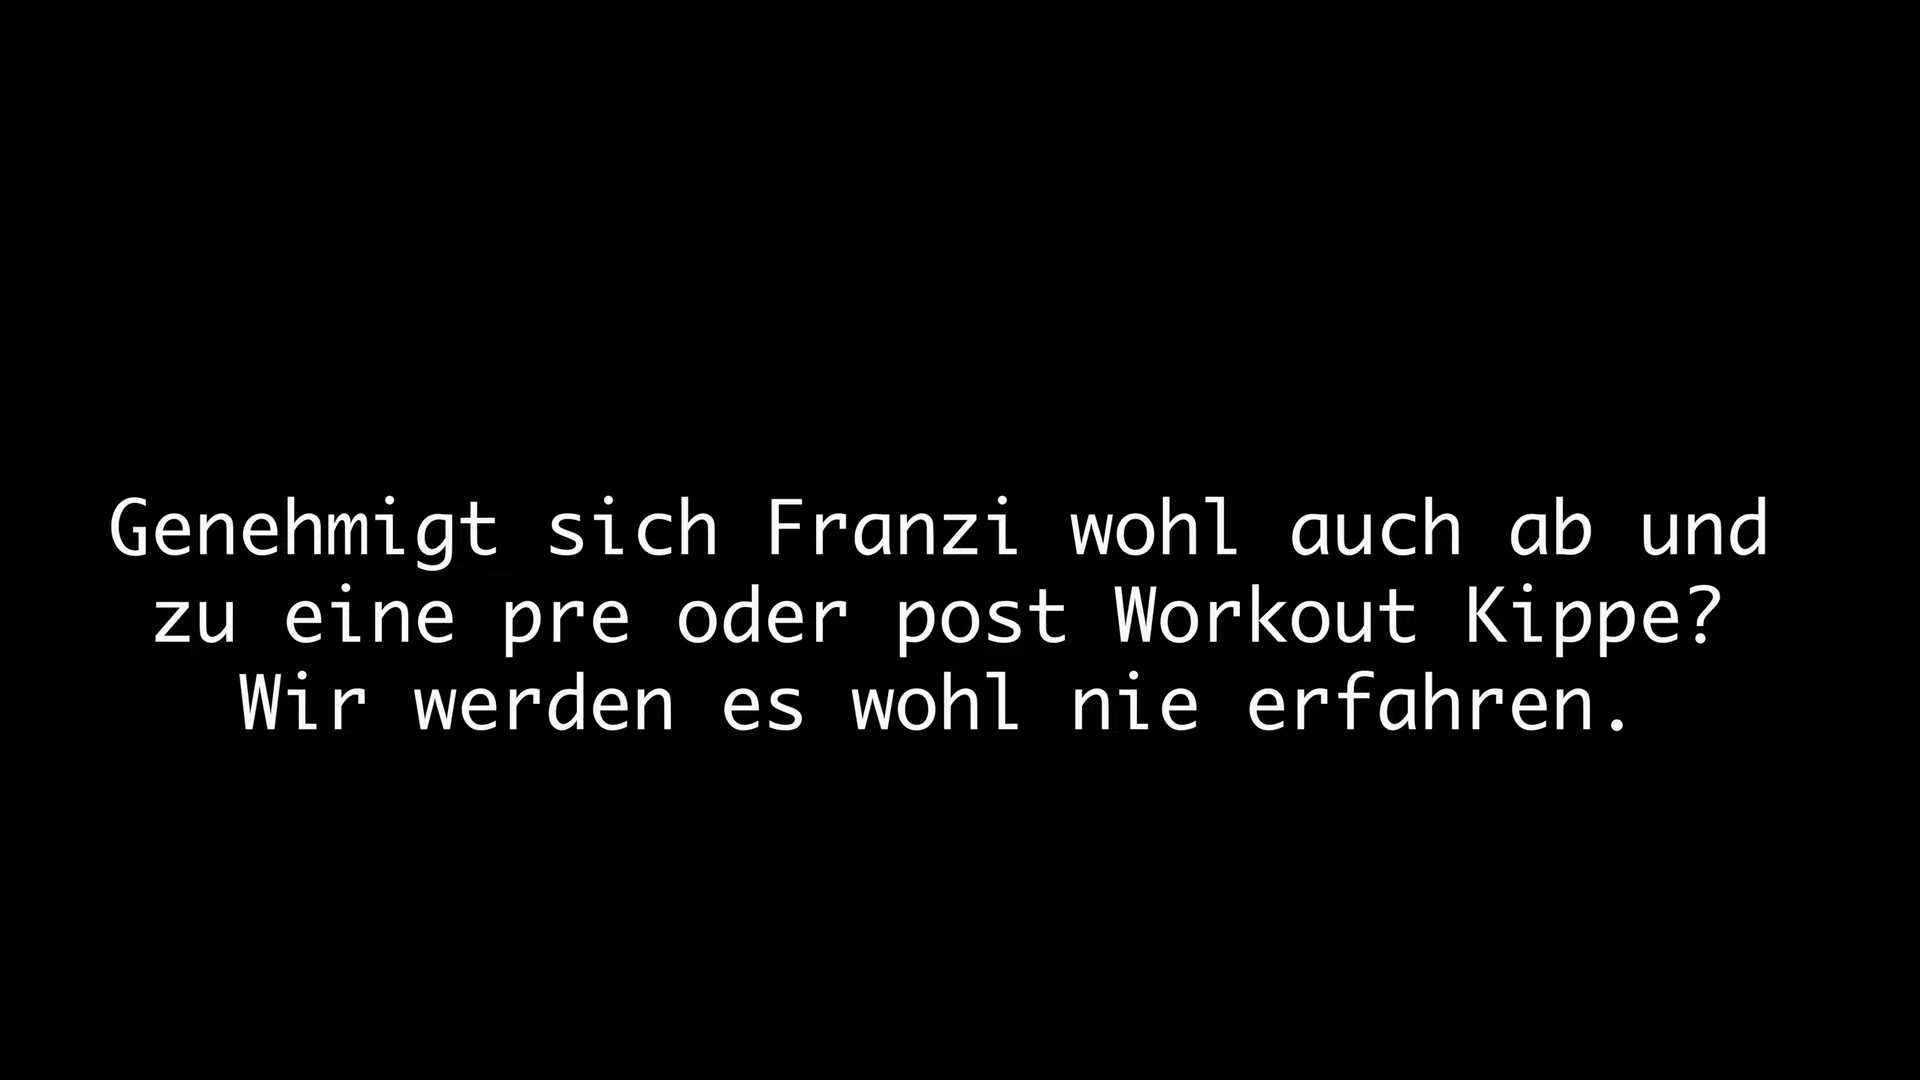 Genehmigt sich Franzi wohl auch ab und
zu eine pre oder post Workout Kippe?
Wir werden es wohl nie erfahren.